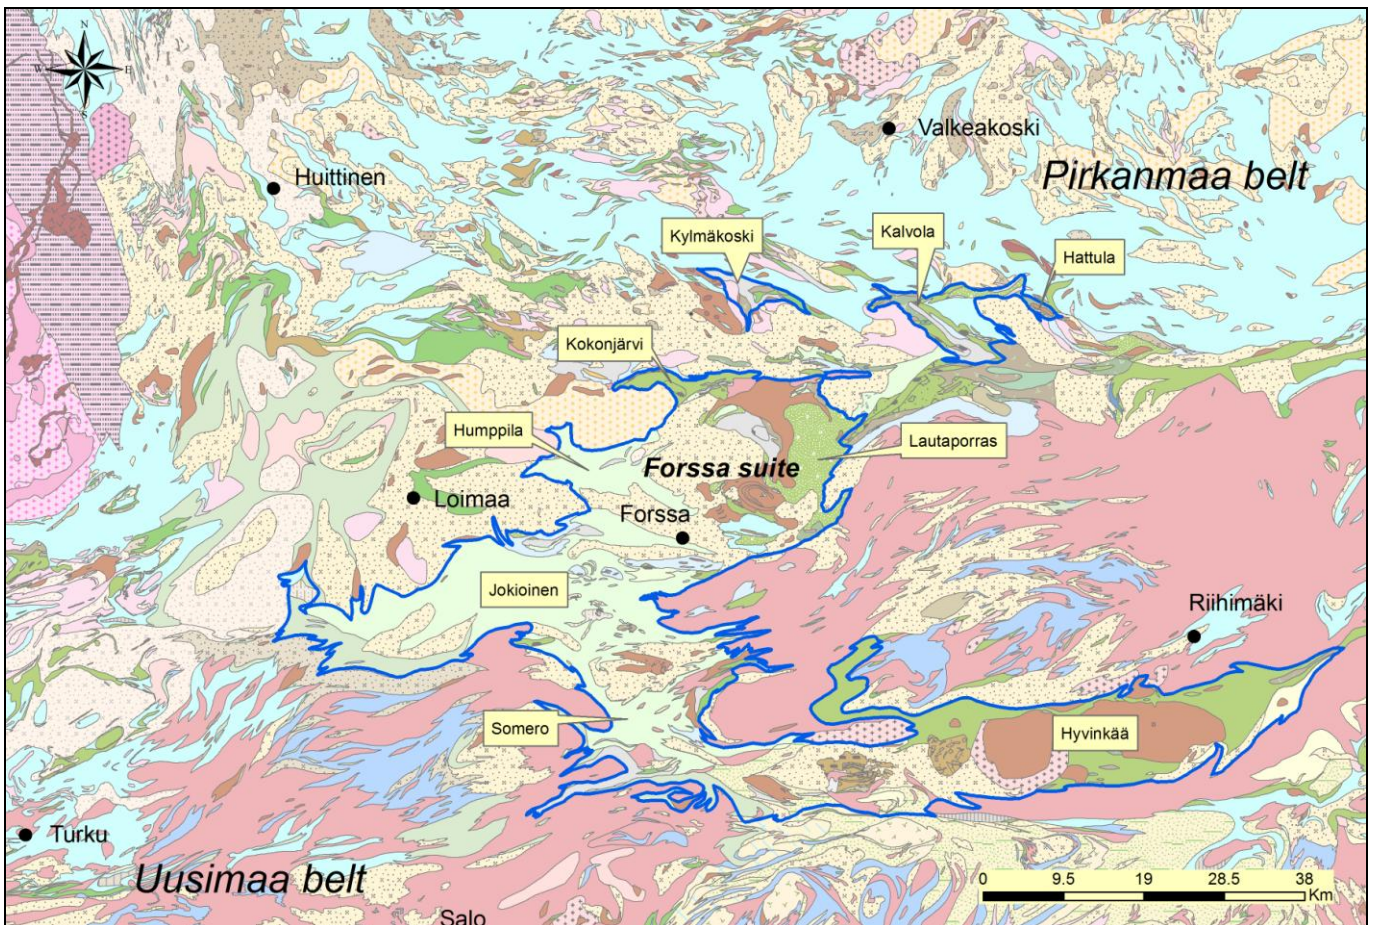 N
W
E
S
Valkeakoski
Pirkanmaa belt
Huittinen
Kylmäkoski
Kalvola
Hattula
Kokonjärvi
Humppila
Forssa suite
Lautaporras
Loimaa
Forssa
Jokioinen
Riihimäki
Somero
Hyvinkää
Turku
Uusimaa belt
Salo
0 9.5 19 28.5 38
Km